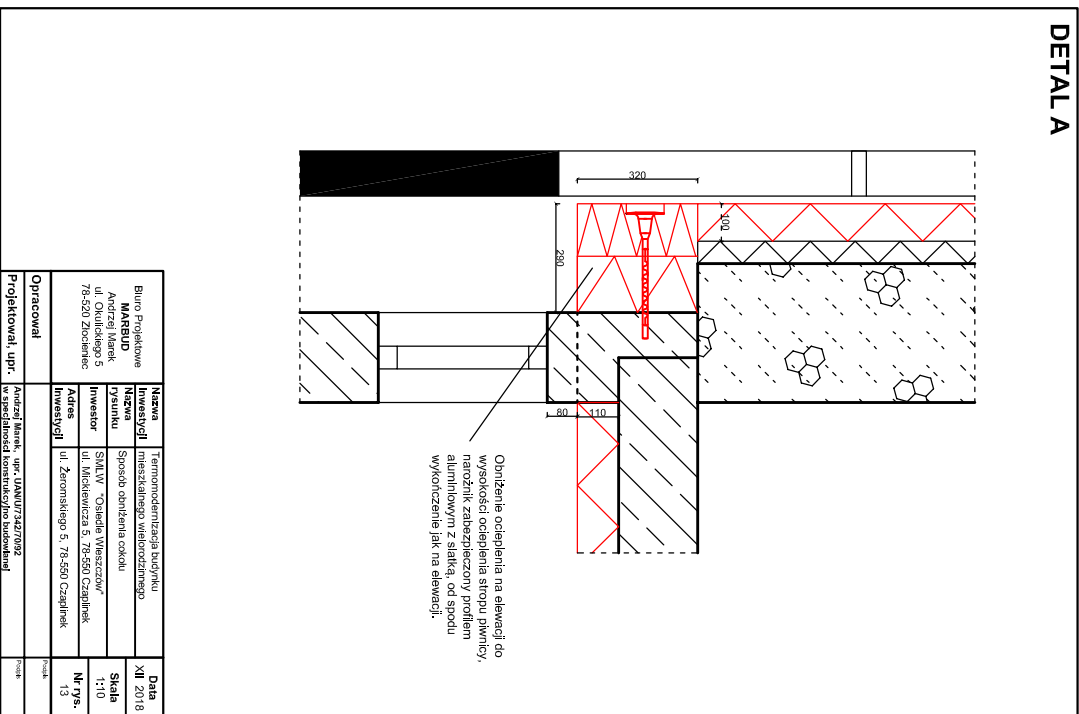 DETAL A
320
100
290
80
110
Obniżenie ocieplenia na elewacji do
wysokości ocieplenia stropu piwnicy,
narożnik zabezpieczony profilem
aluminiowym z siatką, od spodu
wykończenie jak na elewacji.
Biuro Projektowe
MARBUD
Andrzej Marek
ul. Okulickiego 5
78-520 Złocieniec
Nazwa
Inwestycji
Termomodernizacja budynku
mieszkalnego wielorodzinnego
Data
XII 2018
Nazwa
rysunku
Sposób obniżenia cokołu
Skala
1:10
Inwestor
SMLW "Osiedle Wieszczów"
ul. Mickiewicza 5, 78-550 Czaplinek
Nr rys.
13
Adres
Inwestycji
ul. Żeromskiego 5, 78-550 Czaplinek
Opracował
Podpis
Projektował, upr.
Andrzej Marek, upr. UAN/U/7342/70/92
w specjalności konstrukcyjno budowlanej
Podpis